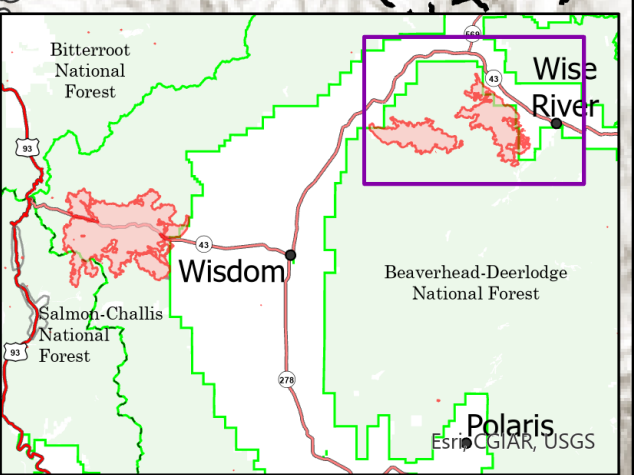 Bitterroot
National
Forest
569
43
Wise
River
93
43
Wisdom
Beaverhead-Deerlodge
National Forest
Salmon-Challis
National
Forest
93
278
Polaris
Esri, CGIAR, USGS